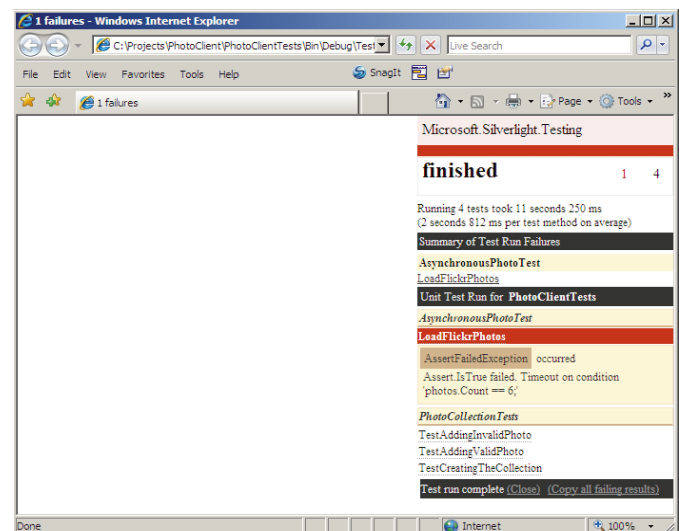 1 failures - Windows Internet Explorer
C:\Projects\PhotoClient\PhotoClientTests\Bin\Debug\Test
Live Search
File Edit View Favorites Tools Help
SnagIt
1 failures
Page Tools »
Microsoft.Silverlight.Testing
finished 1 4
Running 4 tests took 11 seconds 250 ms
(2 seconds 812 ms per test method on average)
Summary of Test Run Failures
AsynchronousPhotoTest
LoadFlickrPhotos
Unit Test Run for PhotoClientTests
AsynchronousPhotoTest
LoadFlickrPhotos
AssertFailedException occurred
Assert.IsTrue failed. Timeout on condition
'photos.Count == 6;'
PhotoCollectionTests
TestAddingInvalidPhoto
TestAddingValidPhoto
TestCreatingTheCollection
Test run complete (Close) (Copy all failing results)
Done Internet 100%